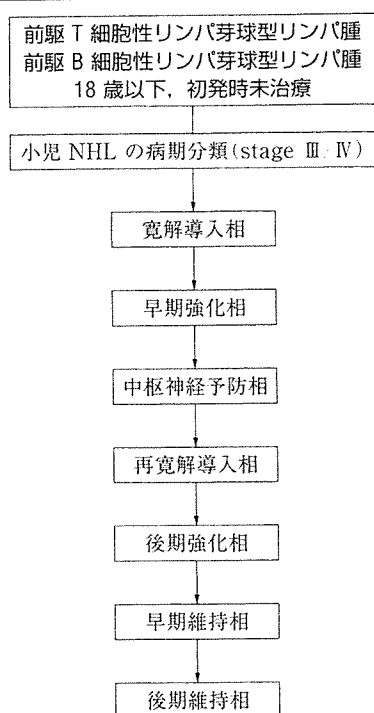 前駆 T 細胞性リンパ芽球型リンパ腫
前駆 B 細胞性リンパ芽球型リンパ腫
18 歳以下，初発時未治療
小児 NHL の病期分類(stage Ⅲ/Ⅳ)
寛解導入相
早期強化相
中枢神経予防相
再寛解導入相
後期強化相
早期維持相
後期維持相